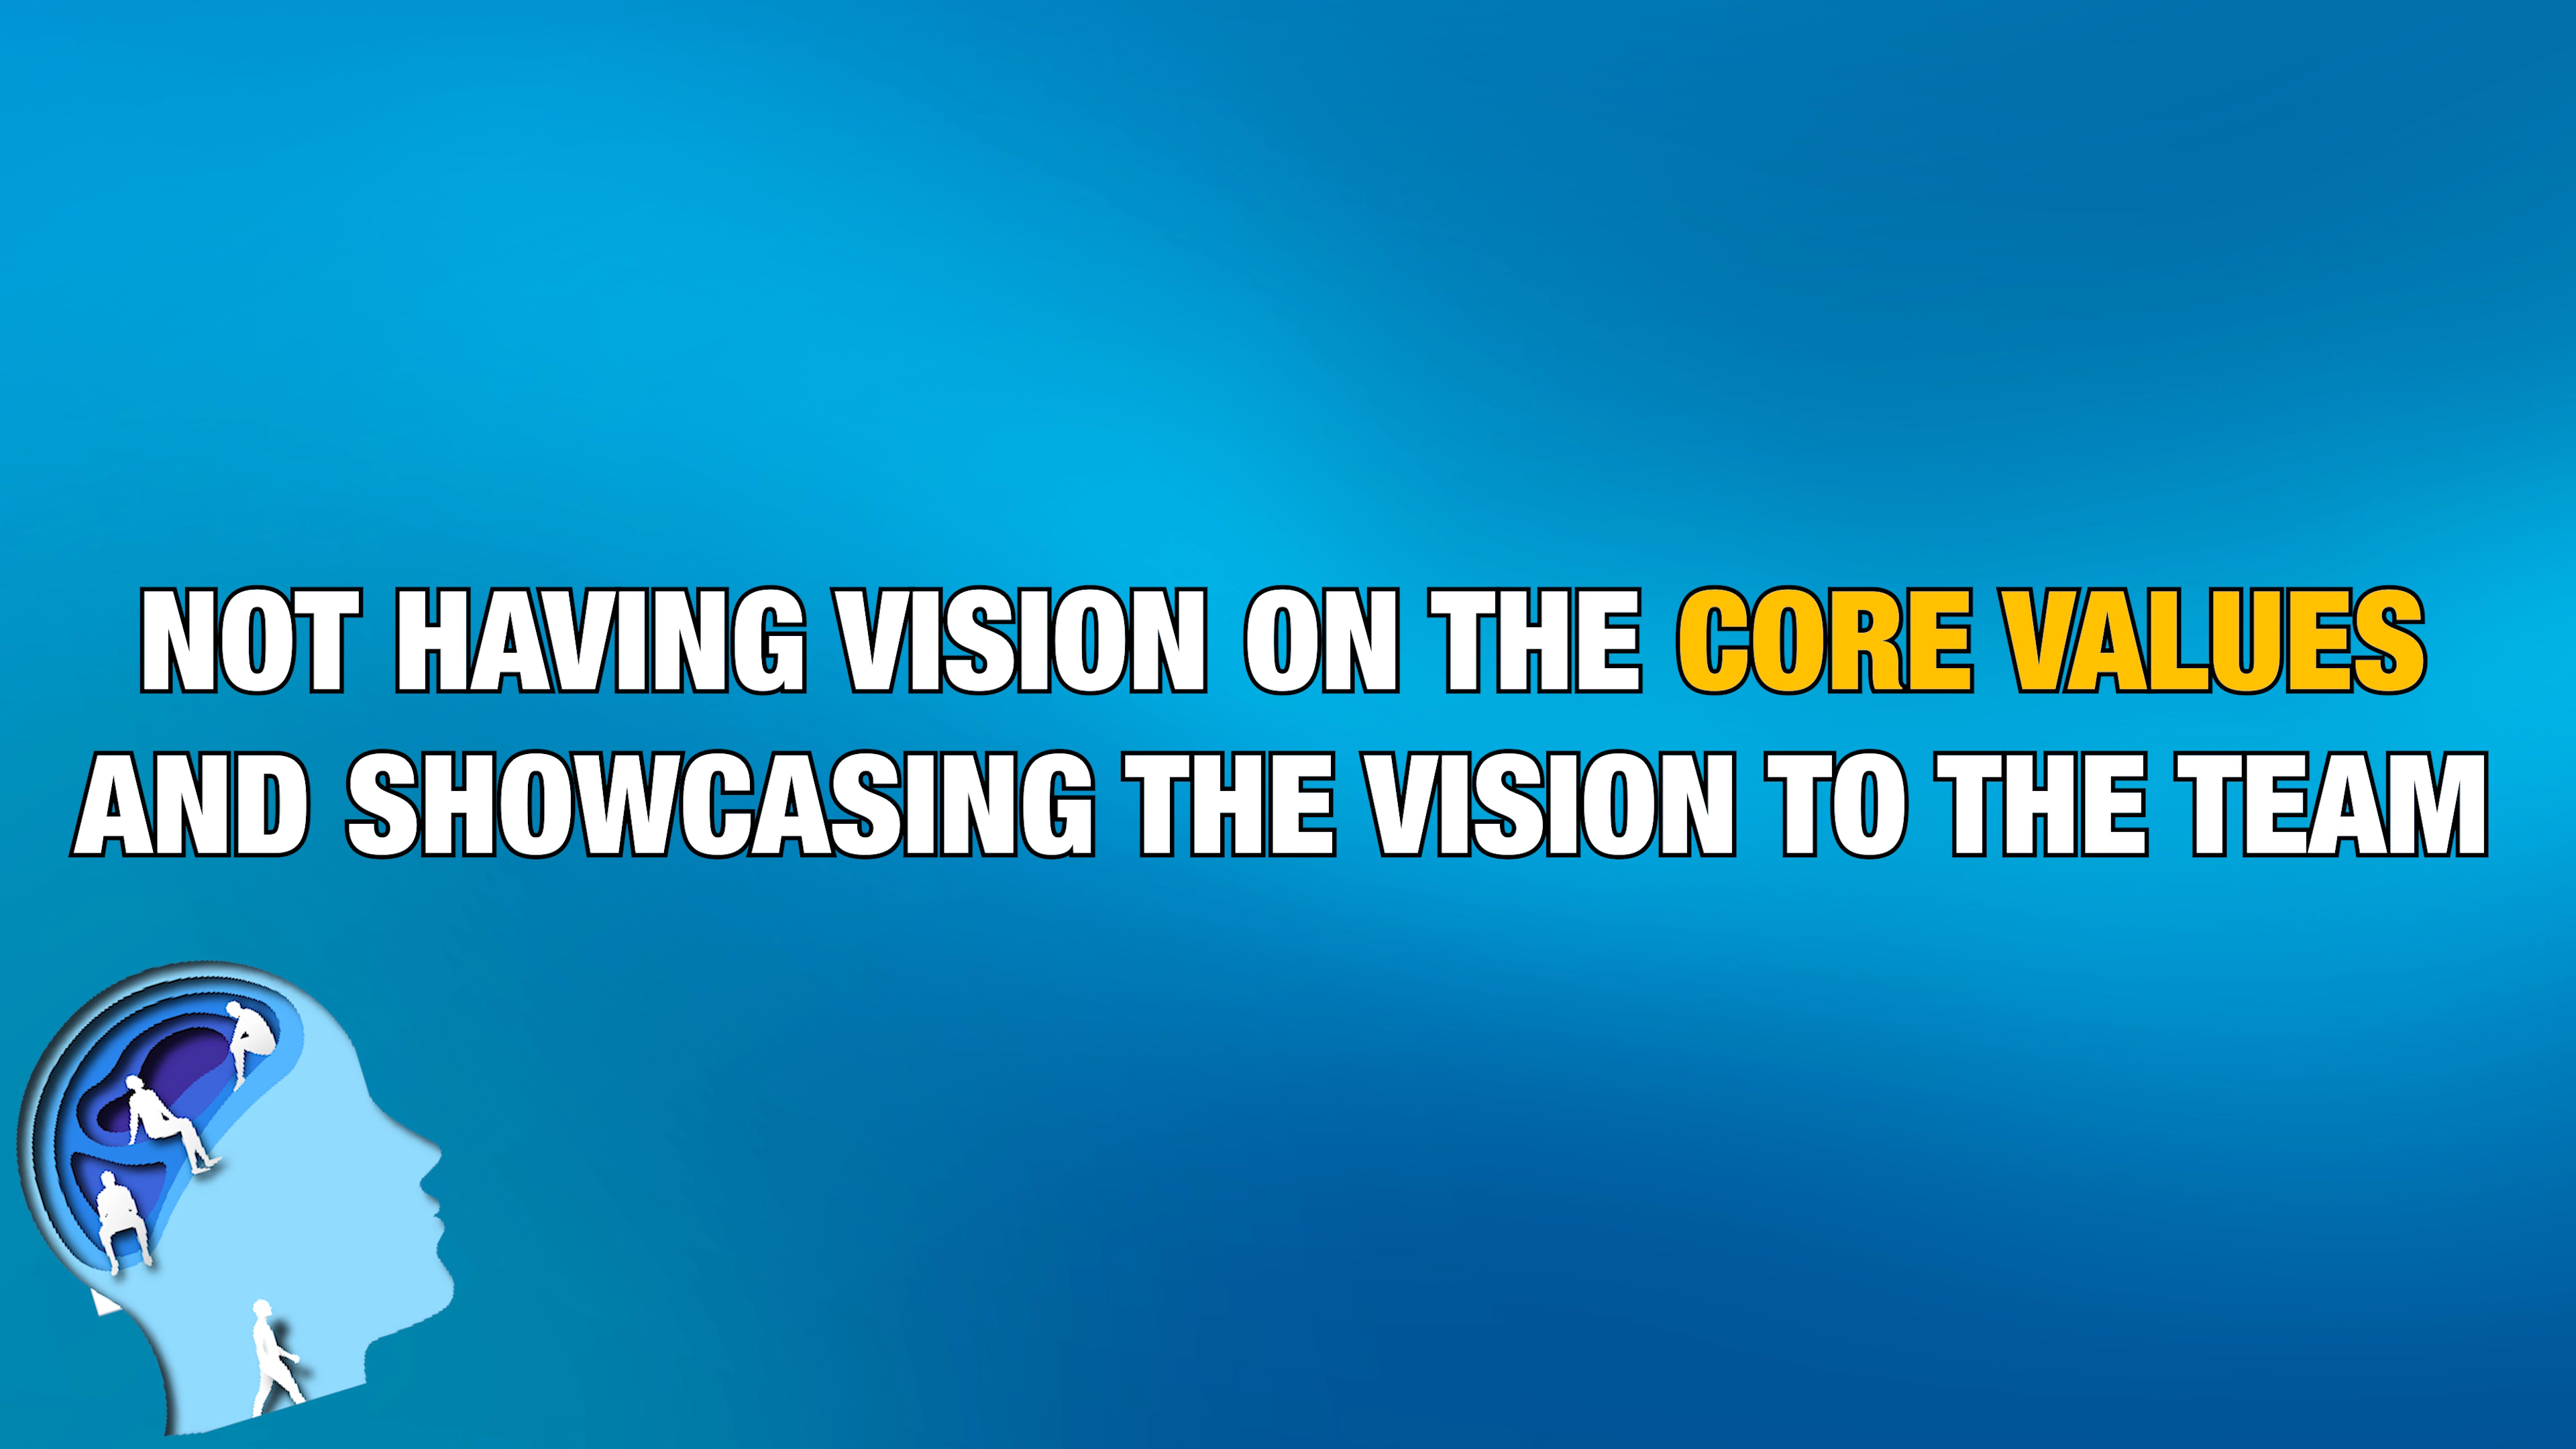 NOT HAVING VISION ON THE CORE VALUES
AND SHOWCASING THE VISION TO THE TEAM